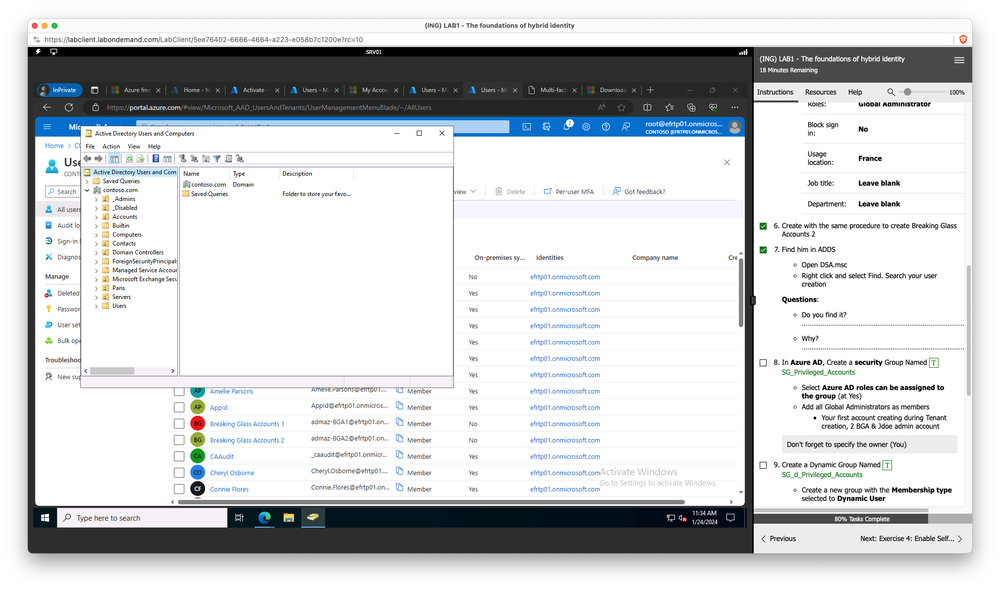 (ING) LAB1 - The foundations of hybrid identity
https://labclient.labondemand.com/LabClient/5ee76402-6666-4664-a223-e058b7c1200e?rc=10
SRV01
InPrivate
Azure free
Home - M
Activate -
Users - Mi
My Accou
Users - Mi
Users - Mi
Multi-fact
Download
https://portal.azure.com/#view/Microsoft_AAD_UsersAndTenants/UserManagementMenuBlade/~/AllUsers
2
root@efrtp01.onmicros...
CONTOSO (EFRTP01.ONMICROS...
Home >
Use
CONT
Search
All users
Audit lo
Sign-in l
Diagnos
Manage
Deleted
Passwor
User set
Bulk ope
Troubleshoo
New sup
Active Directory Users and Computers
File Action View Help
Active Directory Users and Com
Saved Queries
contoso.com
_Admins
_Disabled
Accounts
Builtin
Computers
Contacts
Domain Controllers
ForeignSecurityPrincipals
Managed Service Accour
Microsoft Exchange Secu
Paris
Servers
Users
Name Type Description
contoso.com Domain
Saved Queries Folder to store your favo...
view
Delete
Per-user MFA
Got feedback?
On-premises sy... Identities Company name Cre
No efrtp01.onmicrosoft.com
Yes efrtp01.onmicrosoft.com
Yes efrtp01.onmicrosoft.com
Yes efrtp01.onmicrosoft.com
Yes efrtp01.onmicrosoft.com
Yes efrtp01.onmicrosoft.com
Yes efrtp01.onmicrosoft.com
AP Amelie Parsons Amelie.Parsons@efrtp01.... Member Yes efrtp01.onmicrosoft.com
AP AppId AppId@efrtp01.onmicros... Member Yes efrtp01.onmicrosoft.com
BG Breaking Glass Accounts 1 admaz-BGA1@efrtp01.on... Member No efrtp01.onmicrosoft.com
BG Breaking Glass Accounts 2 admaz-BGA2@efrtp01.on... Member No efrtp01.onmicrosoft.com
CA CAAudit _caaudit@efrtp01.onmicr... Member Yes efrtp01.onmicrosoft.com
CO Cheryl Osborne Cheryl.Osborne@efrtp01.... Member Yes efrtp01.onmicrosoft.com
CF Connie Flores Connie.Flores@efrtp01.on... Member Yes efrtp01.onmicrosoft.com
Activate Windows
Go to Settings to activate Windows.
Type here to search
11:34 AM
1/24/2024
(ING) LAB1 - The foundations of hybrid identity
18 Minutes Remaining
Instructions Resources Help 100%
Roles: Global Administrator
Block sign in: No
Usage location: France
Job title: Leave blank
Department: Leave blank
6. Create with the same procedure to create Breaking Glass
Accounts 2
7. Find him in ADDS
Open DSA.msc
Right click and select Find. Search your user
creation
Questions:
Do you find it?
Why?
8. In Azure AD, Create a security Group Named T
SG_Privileged_Accounts
Select Azure AD roles can be aassigned to
the group (at Yes)
Add all Global Administrators as members
Your first account creating during Tenant
creation, 2 BGA & Jdoe admin account
Don't forget to specify the owner (You)
9. Create a Dynamic Group Named T
SG_d_Privileged_Accounts
Create a new group with the Membership type
selected to Dynamic User
80% Tasks Complete
Previous
Next: Exercise 4: Enable Self...